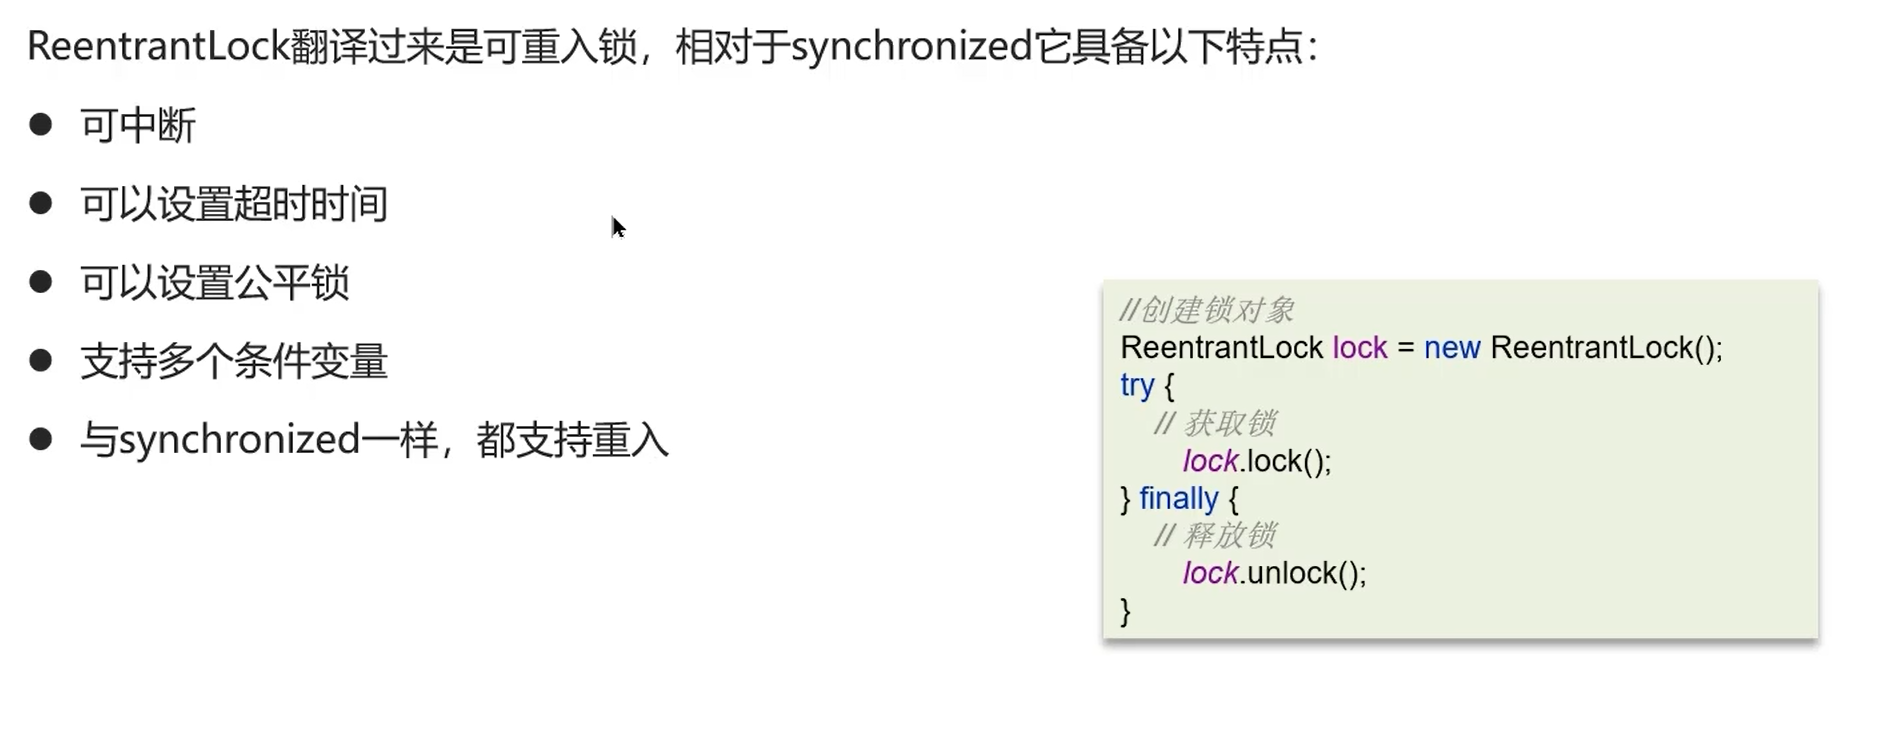 ReentrantLock翻译过来是可重入锁，相对于synchronized它具备以下特点：
● 可中断
● 可以设置超时时间
● 可以设置公平锁
● 支持多个条件变量
● 与synchronized一样，都支持重入
//创建锁对象
ReentrantLock lock = new ReentrantLock();
try {
// 获取锁
lock.lock();
} finally {
// 释放锁
lock.unlock();
}